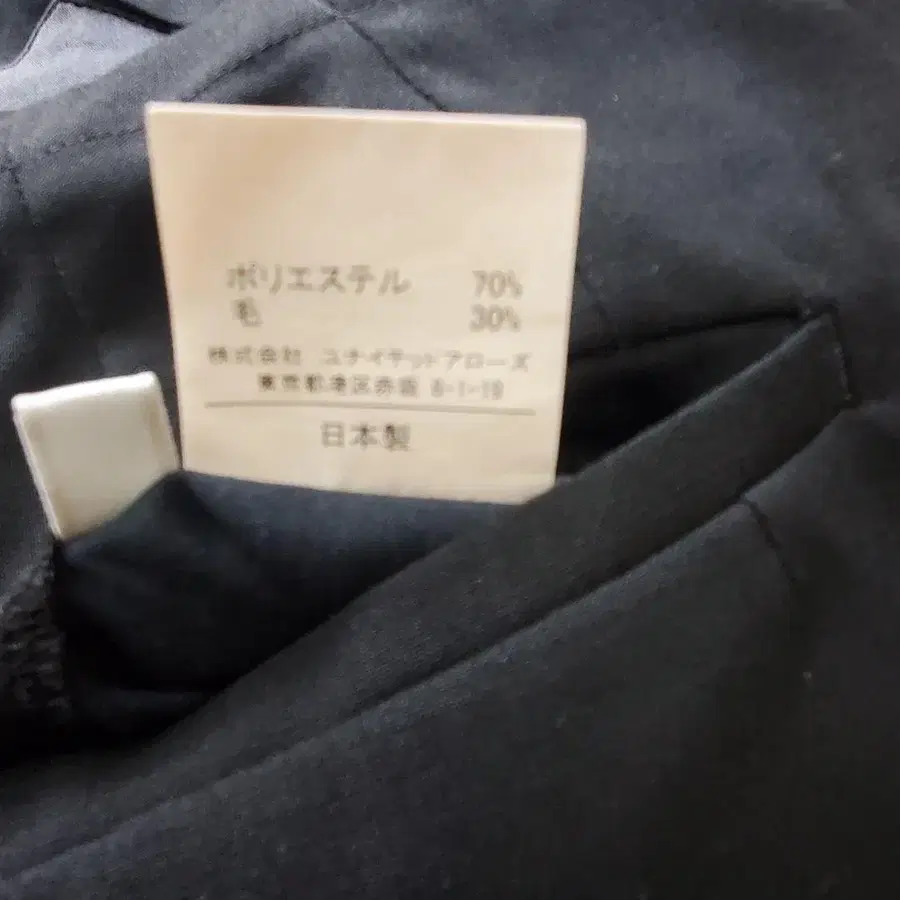 ポリエステル 70%
毛 30%
株式会社 ユナイテッドアローズ
東京都港区赤坂 8-1-19
日本製